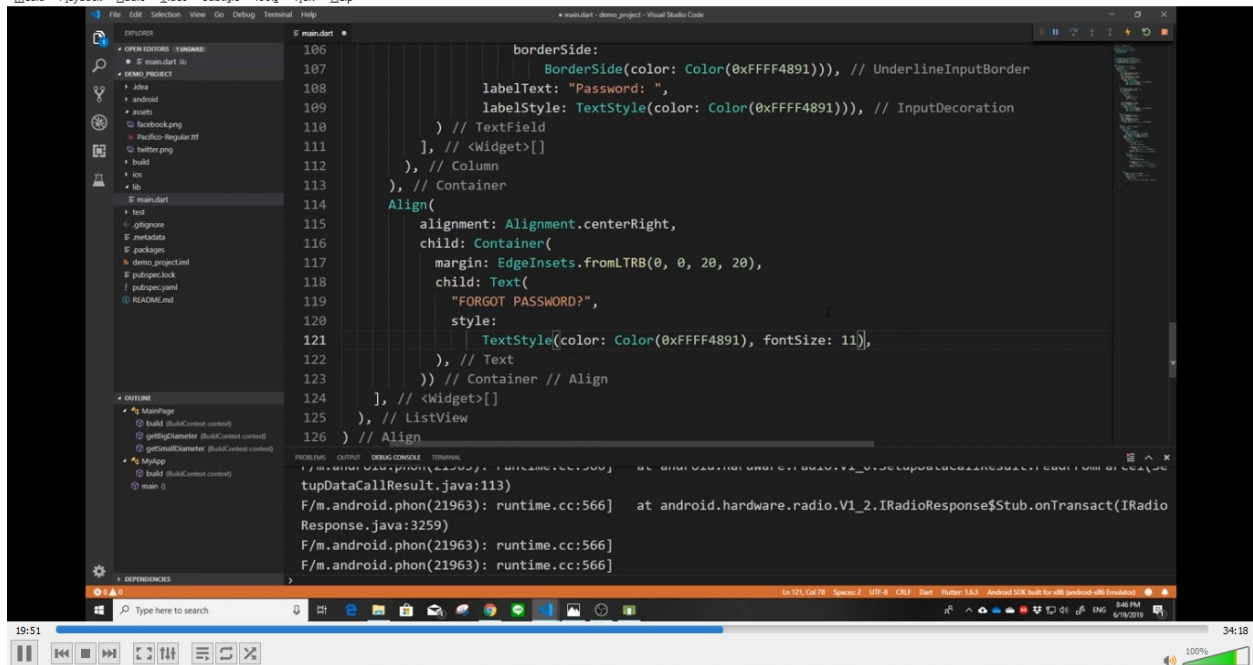 File Edit Selection View Go Debug Terminal Help
● main.dart - demo_project - Visual Studio Code
EXPLORER
OPEN EDITORS 1 UNSAVED
● main.dart lib
DEMO_PROJECT
.idea
android
assets
facebook.png
Pacifico-Regular.ttf
twitter.png
build
ios
lib
main.dart
test
.gitignore
.metadata
.packages
demo_project.iml
pubspec.lock
pubspec.yaml
README.md
OUTLINE
MainPage
build (BuildContext context)
getBigDiameter (BuildContext context)
getSmallDiameter (BuildContext context)
MyApp
build (BuildContext context)
main ()
DEPENDENCIES
main.dart ●
106 borderSide:
107 BorderSide(color: Color(0xFFFF4891))), // UnderlineInputBorder
108 labelText: "Password: ",
109 labelStyle: TextStyle(color: Color(0xFFFF4891))), // InputDecoration
110 ) // TextField
111 ], // <Widget>[]
112 ), // Column
113 ), // Container
114 Align(
115 alignment: Alignment.centerRight,
116 child: Container(
117 margin: EdgeInsets.fromLTRB(0, 0, 20, 20),
118 child: Text(
119 "FORGOT PASSWORD?",
120 style:
121 TextStyle(color: Color(0xFFFF4891), fontSize: 11),
122 ), // Text
123 )) // Container // Align
124 ], // <Widget>[]
125 ), // ListView
126 ) // Align
PROBLEMS OUTPUT DEBUG CONSOLE TERMINAL
tupDataCallResult.java:113)
F/m.android.phon(21963): runtime.cc:566] at android.hardware.radio.V1_2.IRadioResponse$Stub.onTransact(IRadio
Response.java:3259)
F/m.android.phon(21963): runtime.cc:566]
F/m.android.phon(21963): runtime.cc:566]
0 0 Ln 121, Col 78 Spaces: 2 UTF-8 CRLF Dart Flutter: 1.6.3 Android SDK built for x86 (android-x86 Emulator)
Type here to search
ENG
8:46 PM
6/19/2019
19:51
34:18
100%